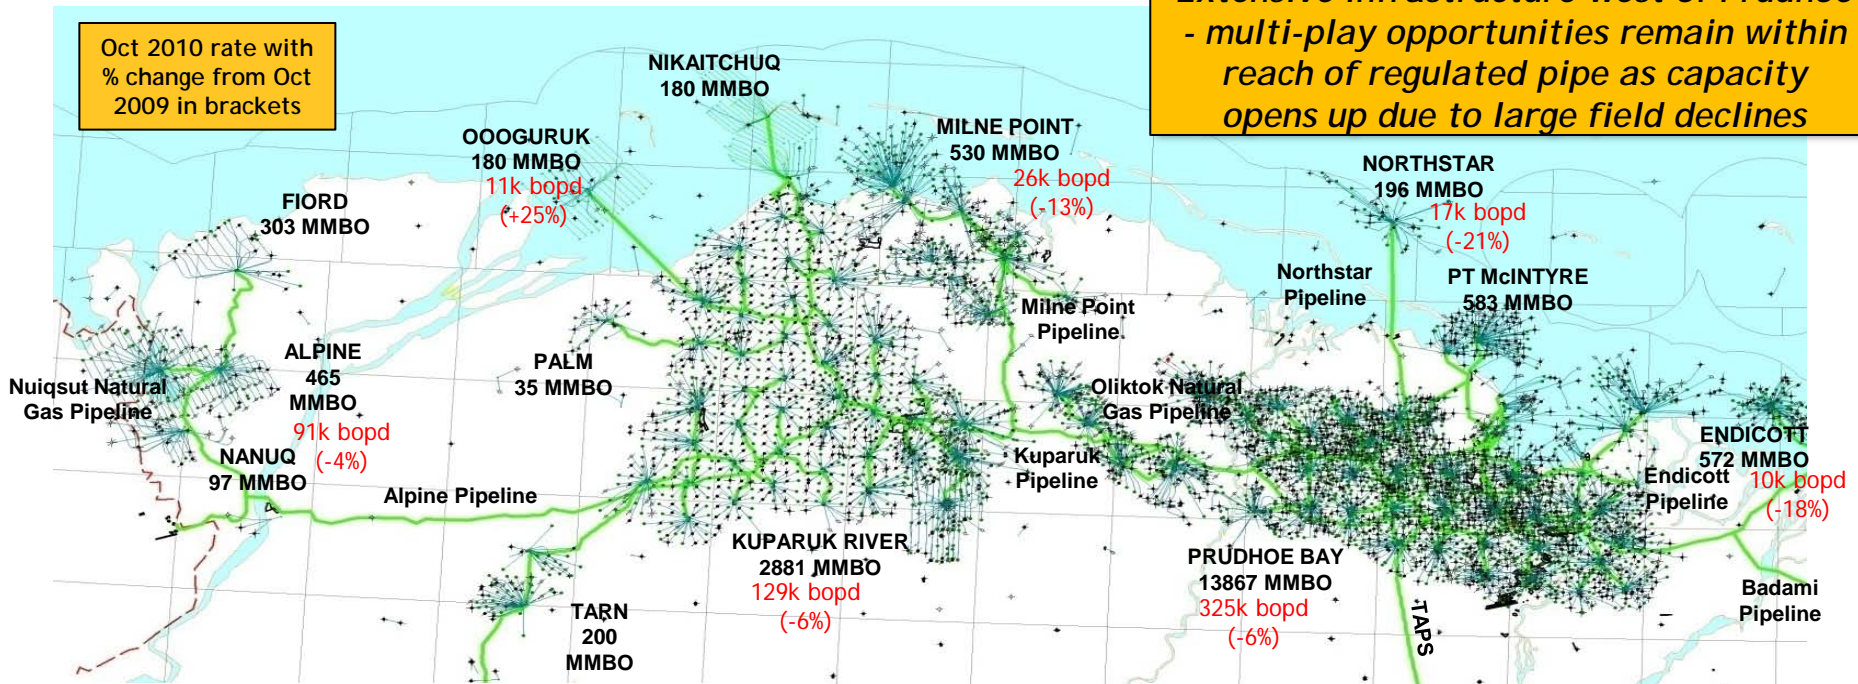 Extensive infrastructure west of Prudhoe
- multi-play opportunities remain within
reach of regulated pipe as capacity
opens up due to large field declines
Oct 2010 rate with
% change from Oct
2009 in brackets
NIKAITCHUQ
180 MMBO
OOOGURUK
180 MMBO
11k bopd
(+25%)
MILNE POINT
530 MMBO
26k bopd
(-13%)
NORTHSTAR
196 MMBO
17k bopd
(-21%)
FIORD
303 MMBO
Northstar
Pipeline
PT McINTYRE
583 MMBO
Milne Point
Pipeline
ALPINE
465
MMBO
91k bopd
(-4%)
PALM
35 MMBO
Nuiqsut Natural
Gas Pipeline
Oliktok Natural
Gas Pipeline
NANUQ
97 MMBO
Alpine Pipeline
Kuparuk
Pipeline
ENDICOTT
572 MMBO
10k bopd
(-18%)
Endicott
Pipeline
KUPARUK RIVER
2881 MMBO
129k bopd
(-6%)
PRUDHOE BAY
13867 MMBO
325k bopd
(-6%)
TARN
200
MMBO
TAPS
Badami
Pipeline